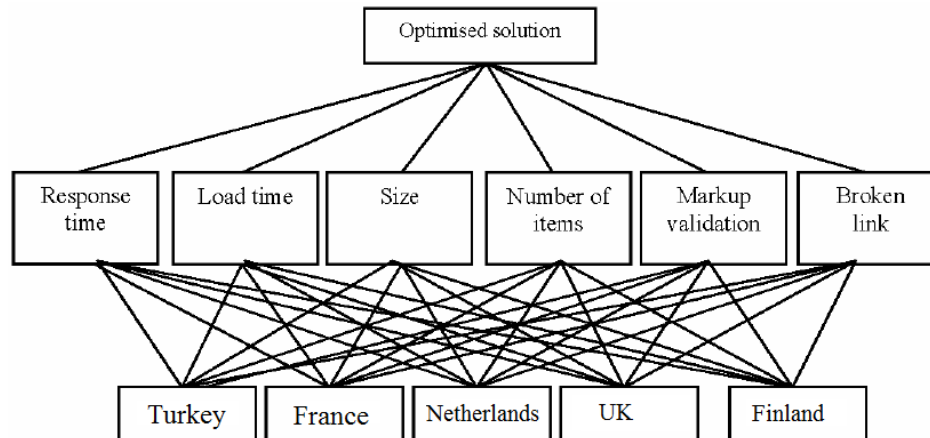 Optimised solution
Response
time
Load time
Size
Number of
items
Markup
validation
Broken
link
Turkey
France
Netherlands
UK
Finland